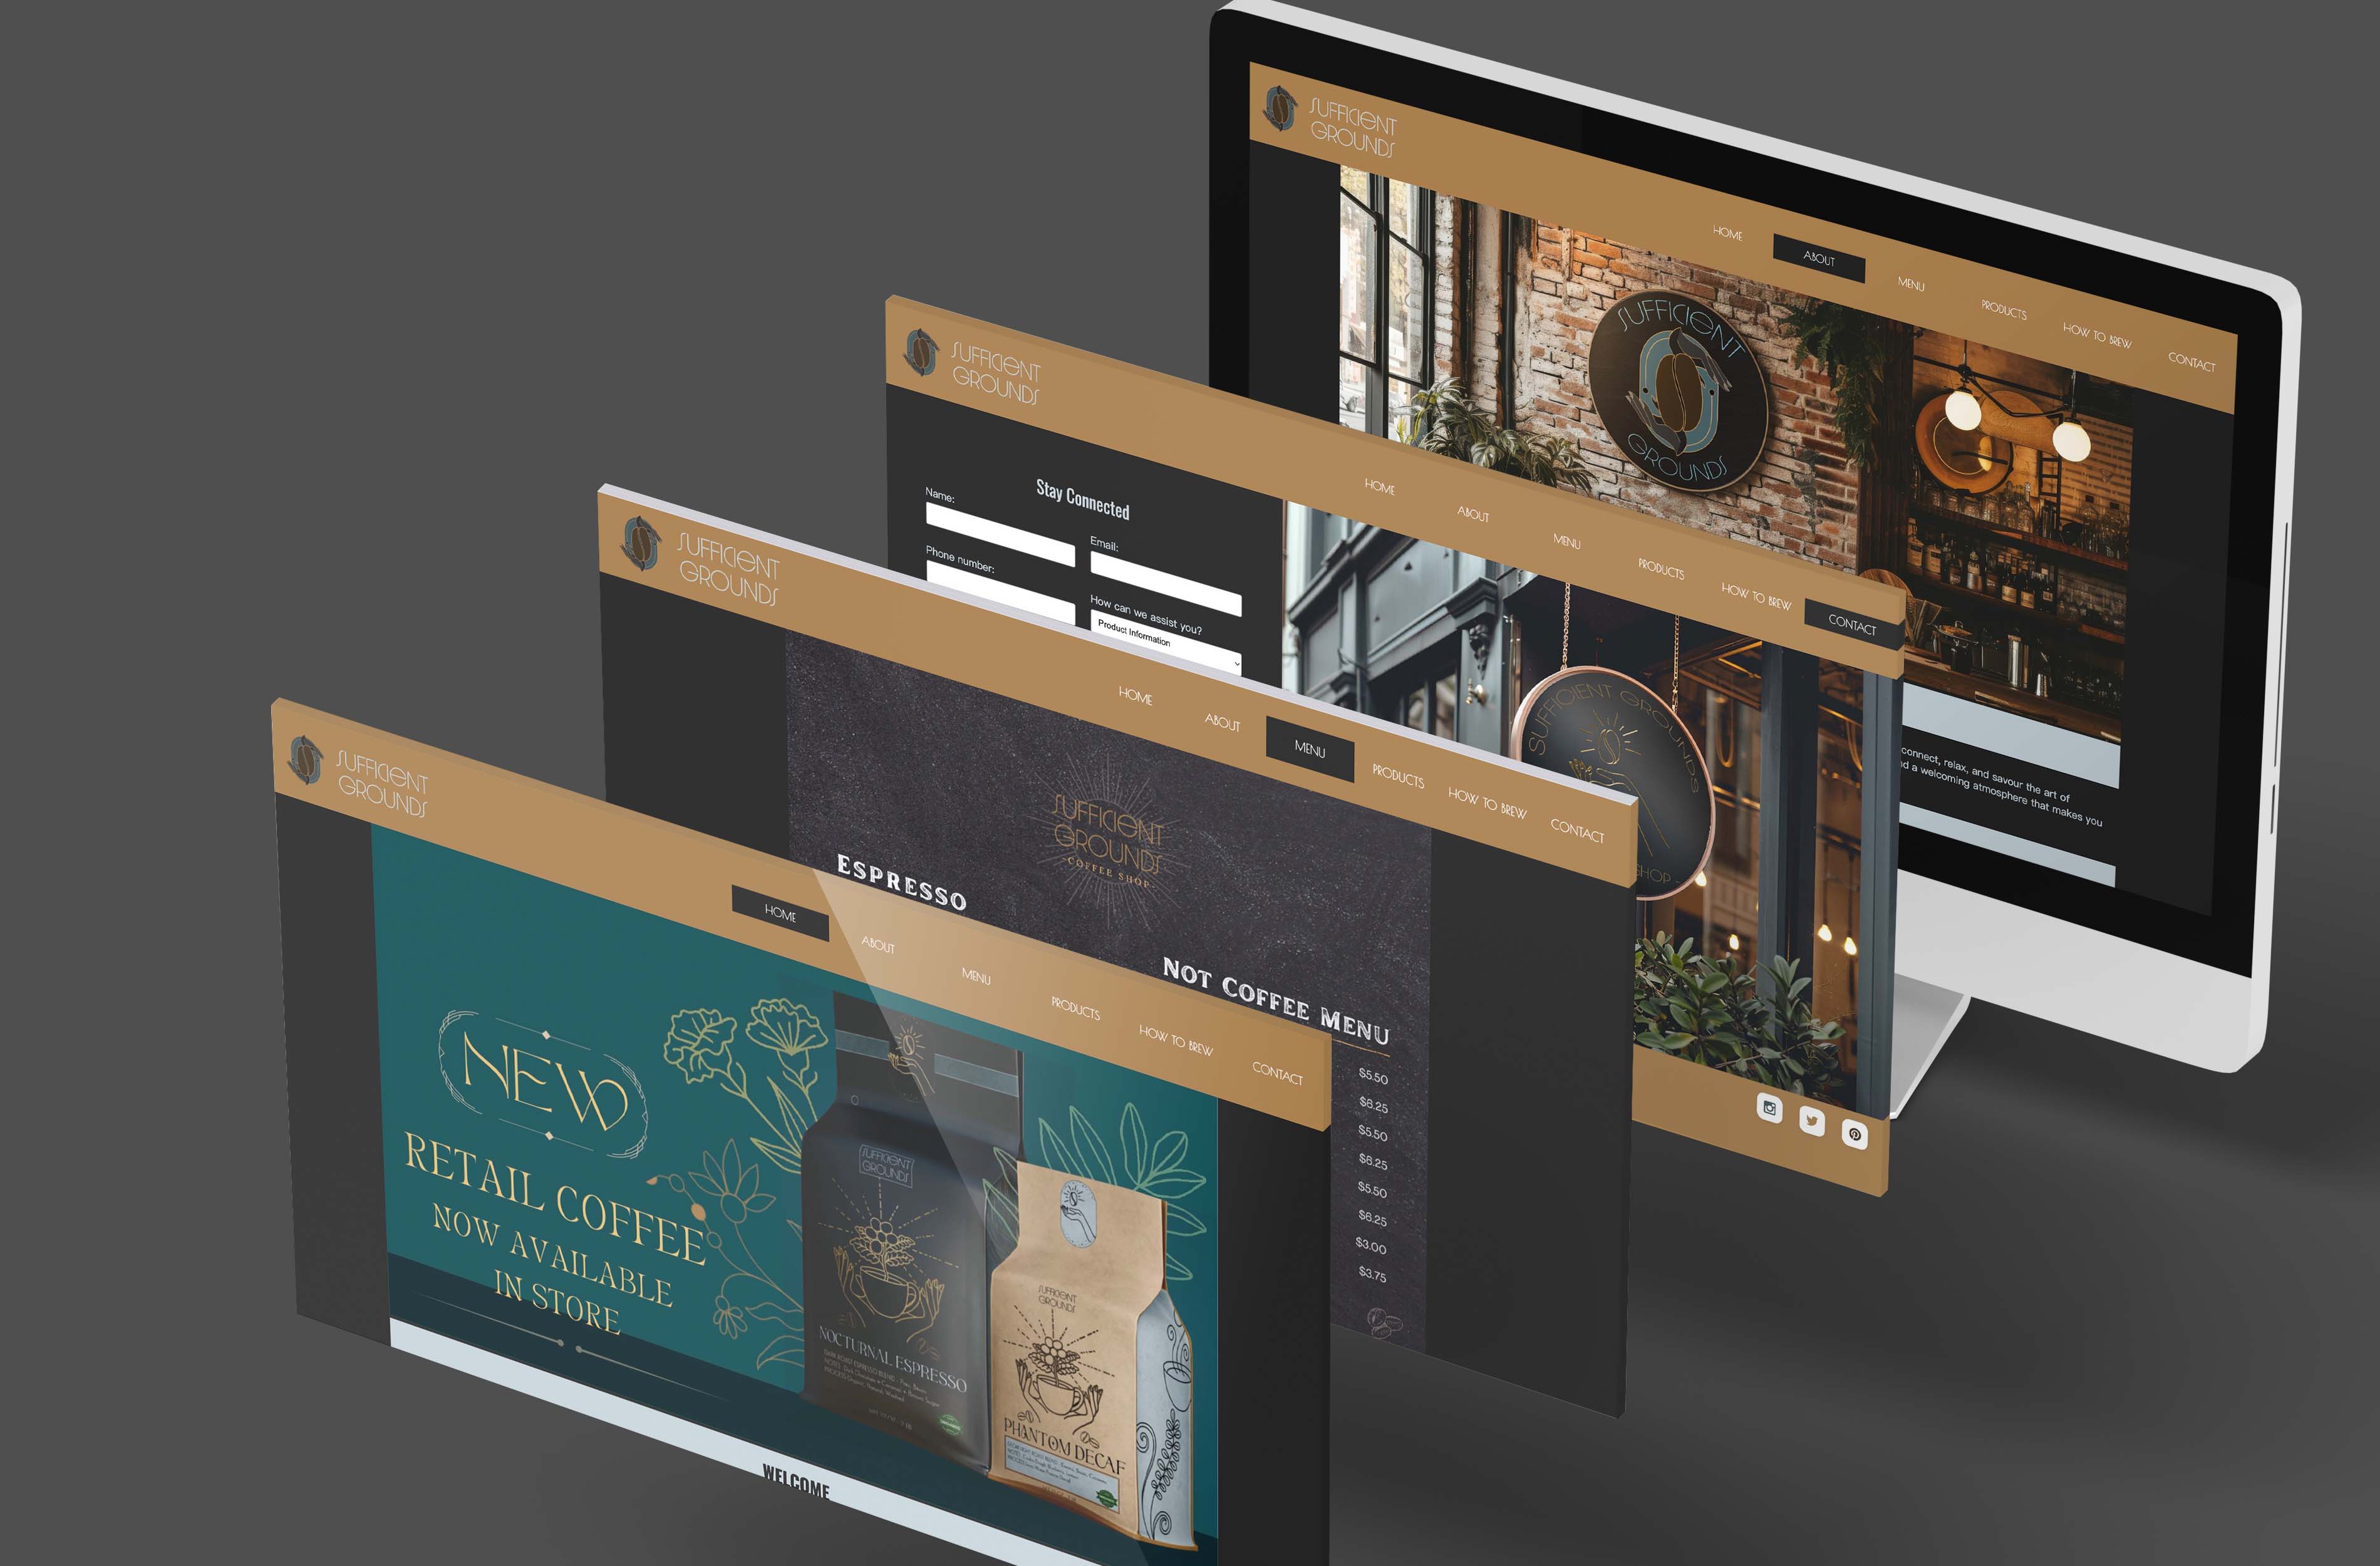 SUFFICIENT
GROUNDS
HOME
ABOUT
MENU
PRODUCTS
HOW TO BREW
CONTACT
SUFFICIENT
GROUNDS
connect, relax, and savour the art of
a welcoming atmosphere that makes you
SUFFICIENT
GROUNDS
HOME
ABOUT
MENU
PRODUCTS
HOW TO BREW
CONTACT
Stay Connected
Name:
Email:
Phone number:
How can we assist you?
Product Information
SUFFICIENT GROUNDS
SHOP
SUFFICIENT
GROUNDS
HOME
ABOUT
MENU
PRODUCTS
HOW TO BREW
CONTACT
SUFFICIENT
GROUNDS
COFFEE SHOP
ESPRESSO
NOT COFFEE MENU
$5.50
$6.25
$5.50
$6.25
$5.50
$6.25
$3.00
$3.75
SUFFICIENT
GROUNDS
HOME
ABOUT
MENU
PRODUCTS
HOW TO BREW
CONTACT
NEW
RETAIL COFFEE
NOW AVAILABLE
IN STORE
SUFFICIENT
GROUNDS
NOCTURNAL ESPRESSO
SUFFICIENT
GROUNDS
PHANTOM DECAF
WELCOME